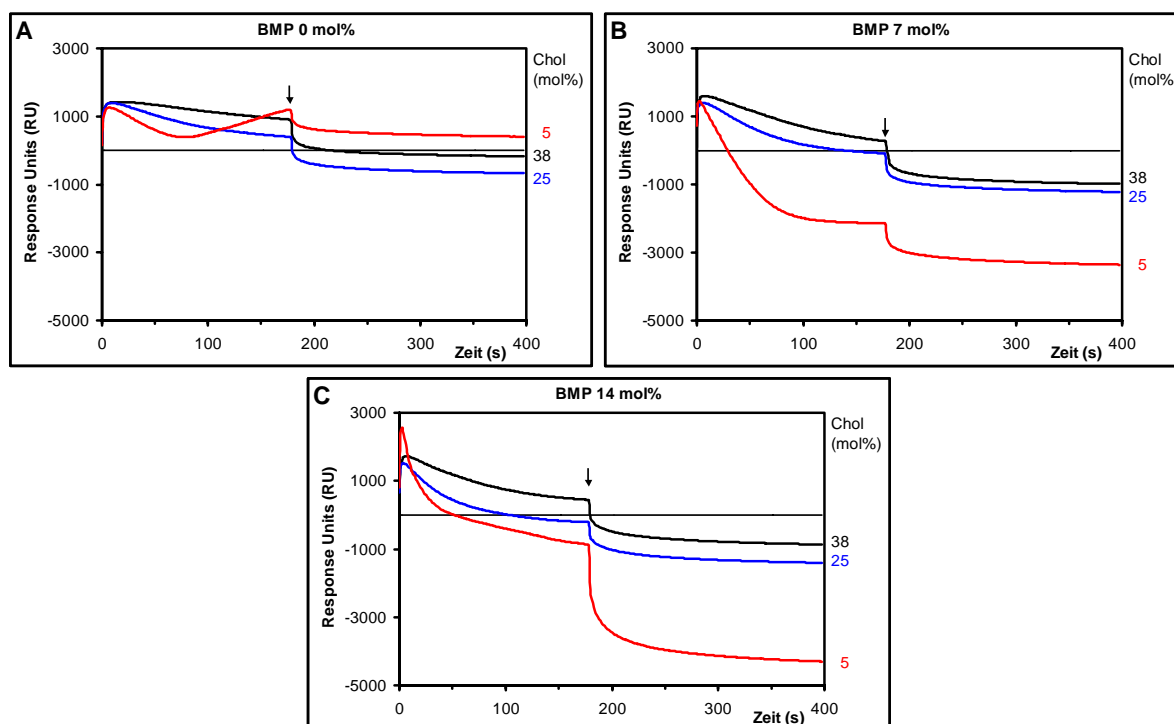 A
BMP 0 mol%
Chol
(mol%)
Response Units (RU)
3000
1000
-1000
-3000
-5000
5
38
25
0
100
200
300
400
Zeit (s)
B
BMP 7 mol%
Chol
(mol%)
Response Units (RU)
3000
1000
-1000
-3000
-5000
38
25
5
0
100
200
300
400
Zeit (s)
C
BMP 14 mol%
Chol
(mol%)
Response Units (RU)
3000
1000
-1000
-3000
-5000
38
25
5
0
100
200
300
400
Zeit (s)